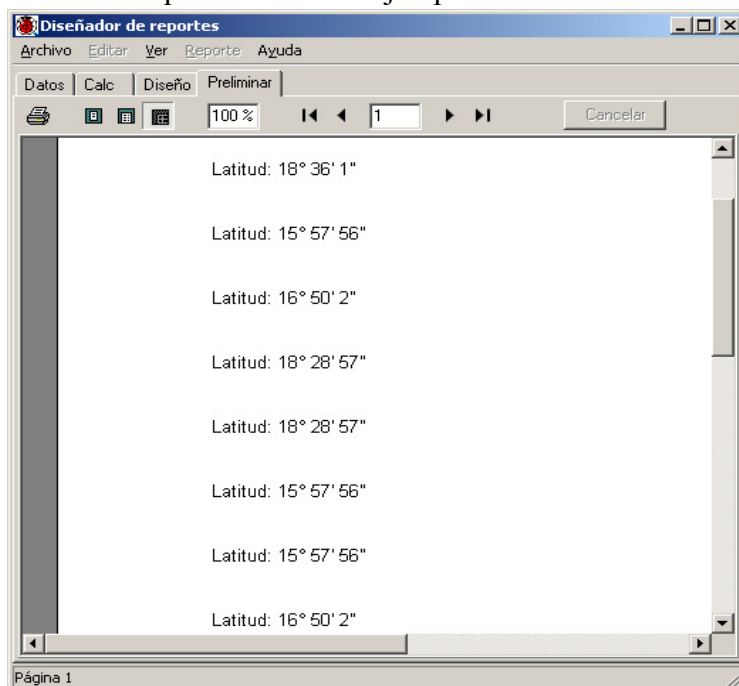 Diseñador de reportes
Archivo Editar Ver Reporte Ayuda
Datos Calc Diseño Preliminar
100 % 1 Cancelar
Latitud: 18° 36' 1"
Latitud: 15° 57' 56"
Latitud: 16° 50' 2"
Latitud: 18° 28' 57"
Latitud: 18° 28' 57"
Latitud: 15° 57' 56"
Latitud: 15° 57' 56"
Latitud: 16° 50' 2"
Página 1